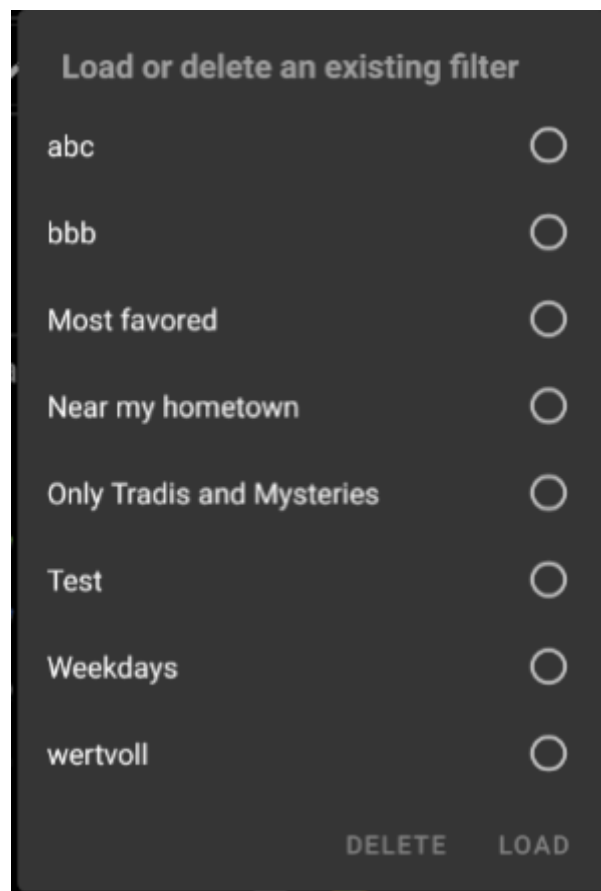 Load or delete an existing filter
abc
bbb
Most favored
Near my hometown
Only Tradis and Mysteries
Test
Weekdays
wertvoll
DELETE LOAD